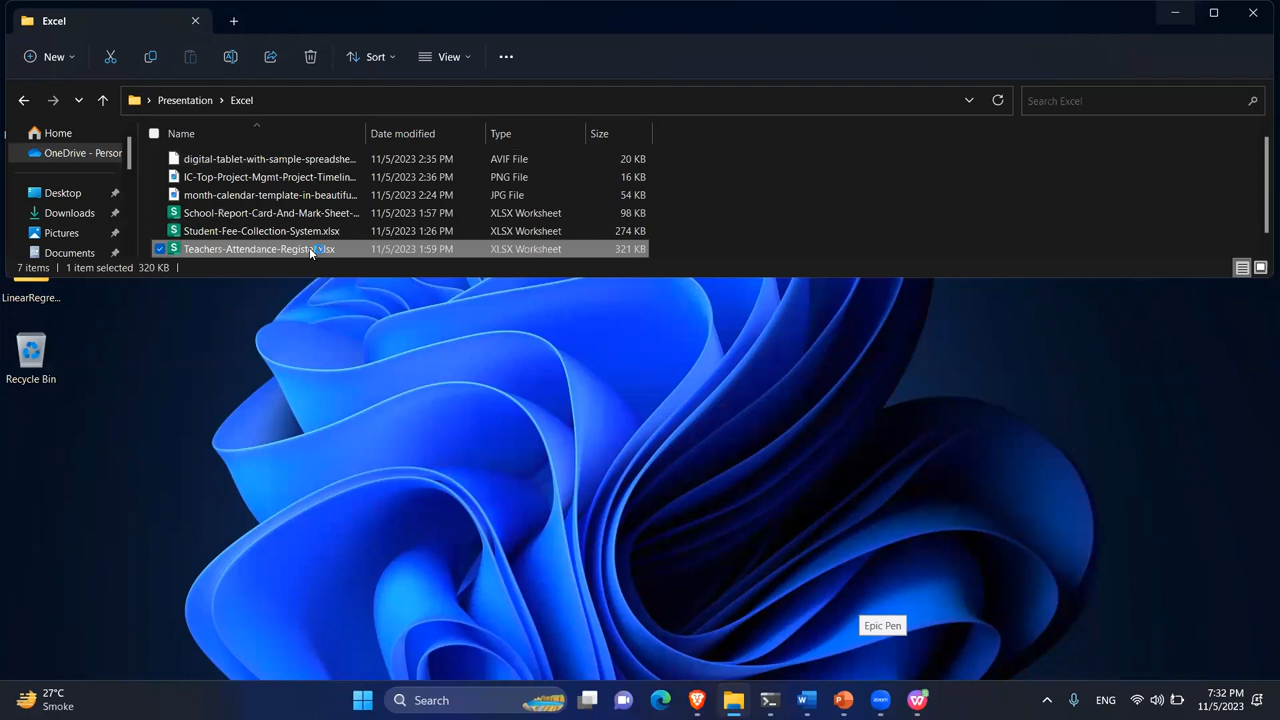 Excel
New
Sort
View
Presentation
Excel
Search Excel
Home
OneDrive - Persor
Desktop
Downloads
Pictures
Documents
Name
Date modified
Type
Size
digital-tablet-with-sample-spreadshe...
11/5/2023 2:35 PM
AVIF File
20 KB
IC-Top-Project-Mgmt-Project-Timelin...
11/5/2023 2:36 PM
PNG File
16 KB
month-calendar-template-in-beautifu...
11/5/2023 2:24 PM
JPG File
54 KB
School-Report-Card-And-Mark-Sheet-...
11/5/2023 1:57 PM
XLSX Worksheet
98 KB
Student-Fee-Collection-System.xlsx
11/5/2023 1:26 PM
XLSX Worksheet
274 KB
11/5/2023 1:59 PM
XLSX Worksheet
321 KB
7 items
1 item selected 320 KB
LinearRegre...
Recycle Bin
Epic Pen
27°C
Smoke
Search
ENG
7:32 PM
11/5/2023